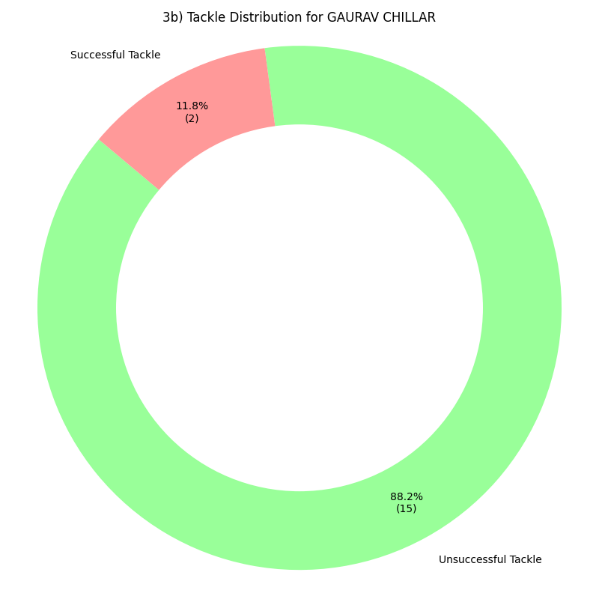 3b) Tackle Distribution for GAURAV CHILLAR
Successful Tackle
11.8%
(2)
88.2%
(15)
Unsuccessful Tackle